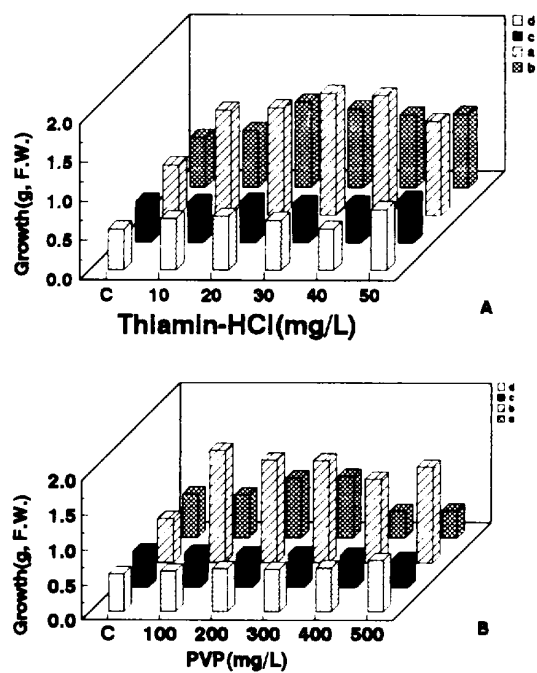 d
c
a
b
2.0
1.5
1.0
0.5
0.0
Growth(g, F.W.)
C 10 20 30 40 50
Thiamin-HCl(mg/L)
A
d
c
b
a
2.0
1.5
1.0
0.5
0.0
Growth(g, F.W.)
C 100 200 300 400 500
PVP(mg/L)
B